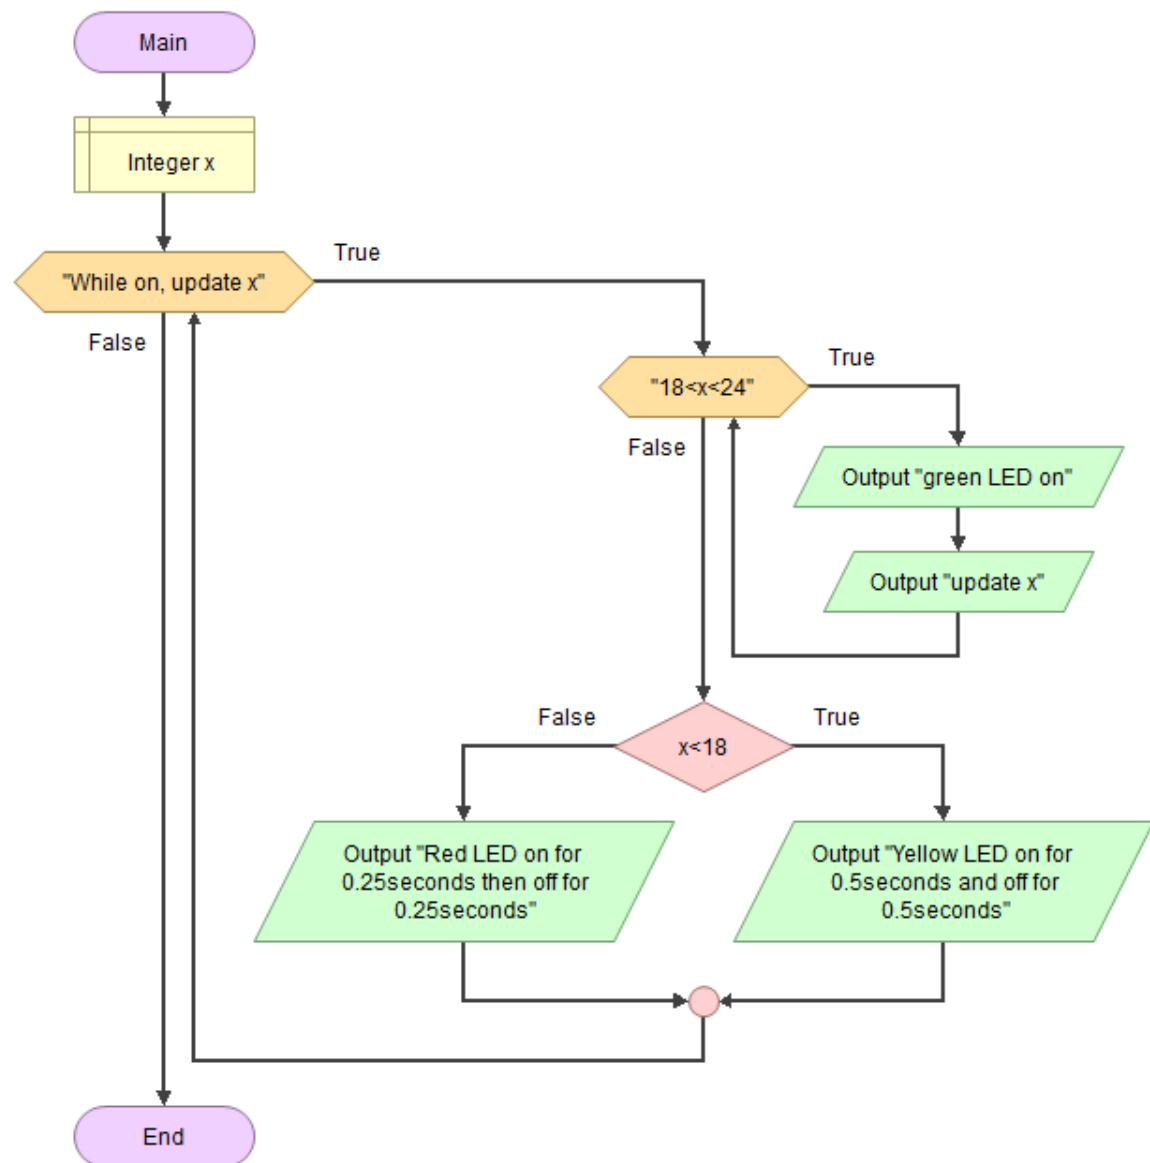 Main
Integer x
"While on, update x"
True
False
"18<x<24"
True
False
Output "green LED on"
Output "update x"
x<18
False
True
Output "Red LED on for
0.25seconds then off for
0.25seconds"
Output "Yellow LED on for
0.5seconds and off for
0.5seconds"
End